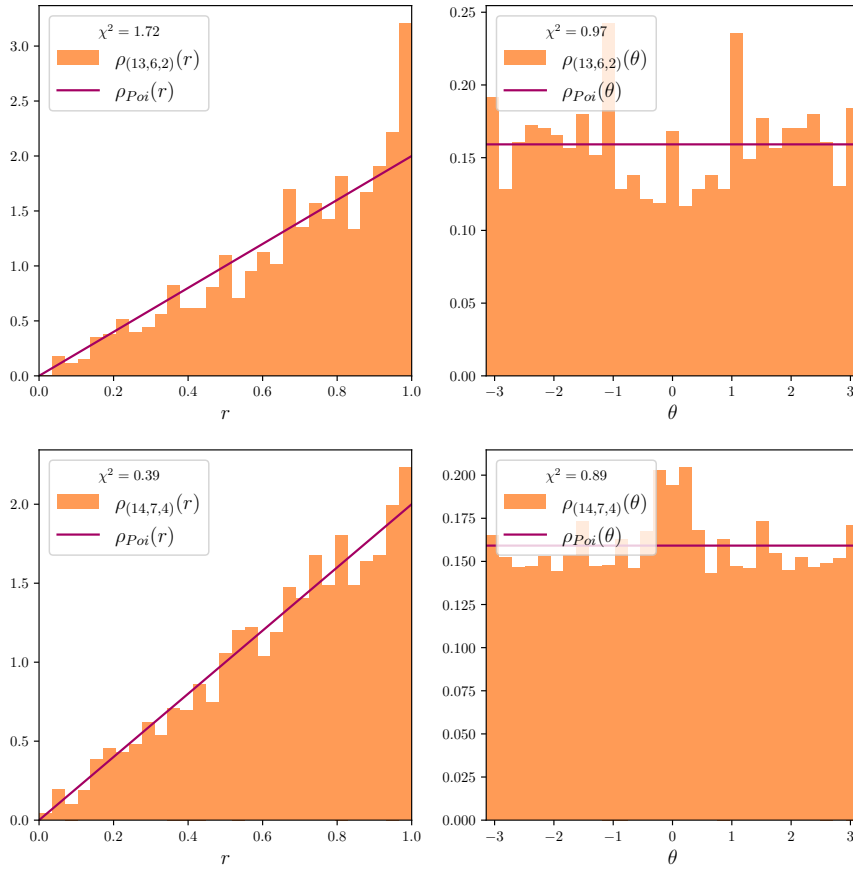 χ² = 1.72
ρ(13,6,2)(r)
ρPoi(r)
3.0
2.5
2.0
1.5
1.0
0.5
0.0
0.0 0.2 0.4 0.6 0.8 1.0
r
χ² = 0.97
ρ(13,6,2)(θ)
ρPoi(θ)
0.25
0.20
0.15
0.10
0.05
0.00
−3 −2 −1 0 1 2 3
θ
χ² = 0.39
ρ(14,7,4)(r)
ρPoi(r)
2.0
1.5
1.0
0.5
0.0
0.0 0.2 0.4 0.6 0.8 1.0
r
χ² = 0.89
ρ(14,7,4)(θ)
ρPoi(θ)
0.200
0.175
0.150
0.125
0.100
0.075
0.050
0.025
0.000
−3 −2 −1 0 1 2 3
θ